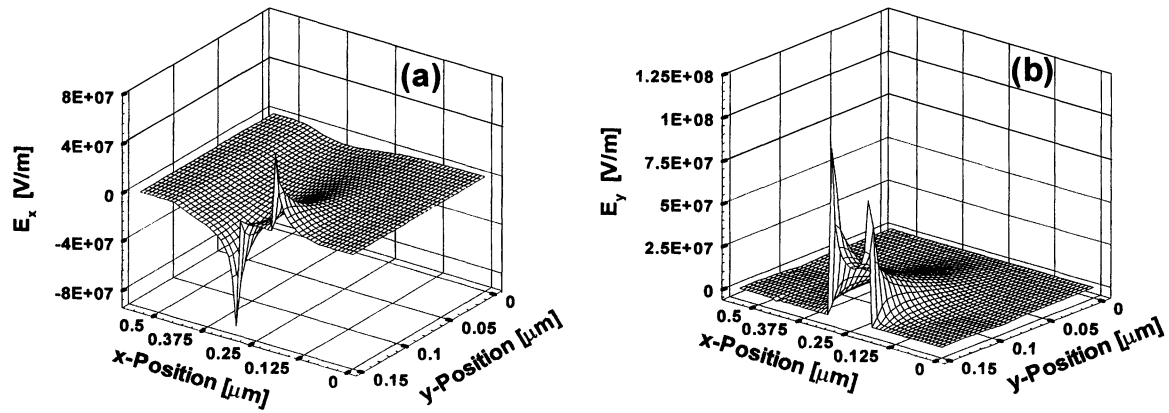 (a)
8E+07
4E+07
0
-4E+07
-8E+07
E_x [V/m]
0.5
0.375
0.25
0.125
0
x-Position [μm]
0
0.05
0.1
0.15
y-Position [μm]
(b)
1.25E+08
1E+08
7.5E+07
5E+07
2.5E+07
0
E_y [V/m]
0.5
0.375
0.25
0.125
0
x-Position [μm]
0
0.05
0.1
0.15
y-Position [μm]